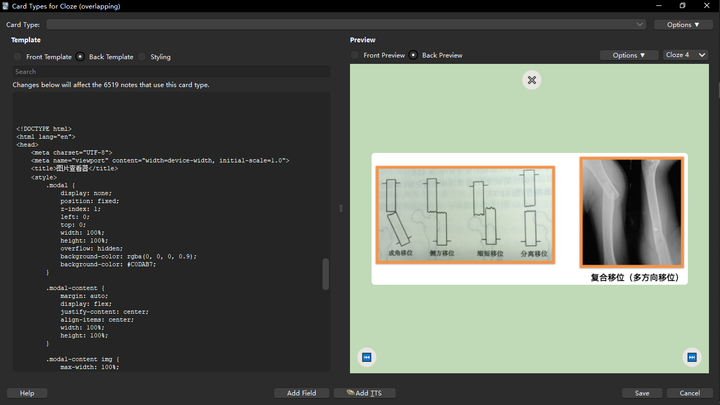 Card Types for Cloze (overlapping)
Card Type:
Options ▼
Template
Front Template
Back Template
Styling
Search
Changes below will affect the 6519 notes that use this card type.
<!DOCTYPE html>
<html lang="en">
<head>
<meta charset="UTF-8">
<meta name="viewport" content="width=device-width, initial-scale=1.0">
<title>图片查看器</title>
<style>
.modal {
display: none;
position: fixed;
z-index: 1;
left: 0;
top: 0;
width: 100%;
height: 100%;
overflow: hidden;
background-color: rgba(0, 0, 0, 0.9);
background-color: #C0DAB7;
}
.modal-content {
margin: auto;
display: flex;
justify-content: center;
align-items: center;
width: 100%;
height: 100%;
}
.modal-content img {
max-width: 100%;
Preview
Front Preview
Back Preview
Options ▼
Cloze 4
成角移位
侧方移位
缩短移位
分离移位
复合移位（多方向移位）
Help
Add Field
Add TTS
Save
Cancel